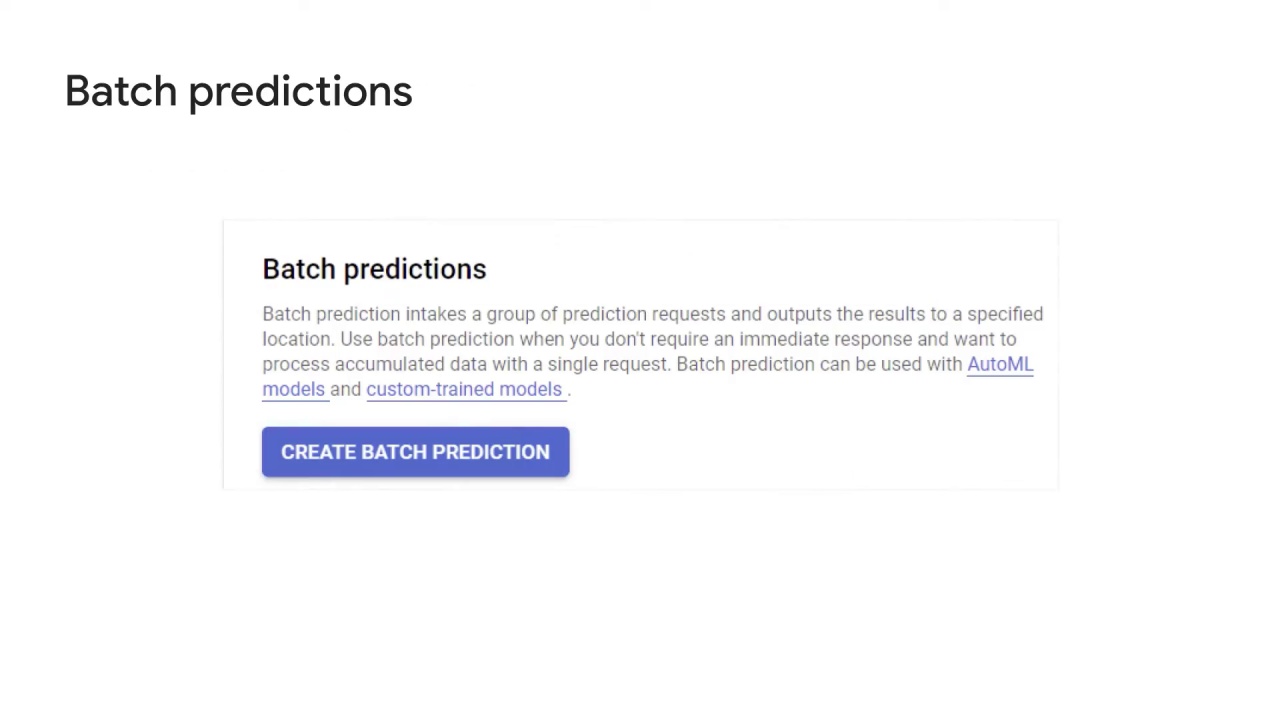 Batch predictions
Batch predictions
Batch prediction intakes a group of prediction requests and outputs the results to a specified
location. Use batch prediction when you don't require an immediate response and want to
process accumulated data with a single request. Batch prediction can be used with AutoML
models and custom-trained models .
CREATE BATCH PREDICTION